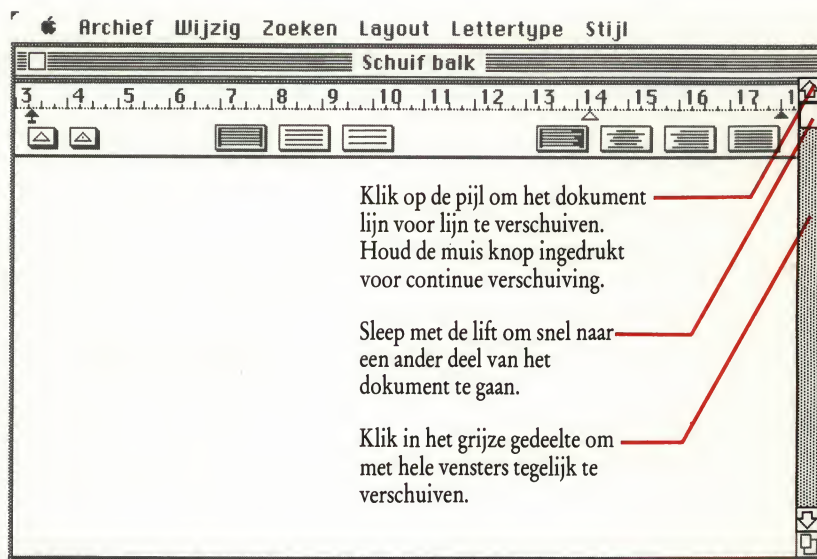 Archief Wijzig Zoeken Layout Lettertype Stijl
Schuif balk
3 4 5 6 7 8 9 10 11 12 13 14 15 16 17 1
Klik op de pijl om het dokument
lijn voor lijn te verschuiven.
Houd de muis knop ingedrukt
voor continue verschuiving.
Sleep met de lift om snel naar
een ander deel van het
dokument te gaan.
Klik in het grijze gedeelte om
met hele vensters tegelijk te
verschuiven.